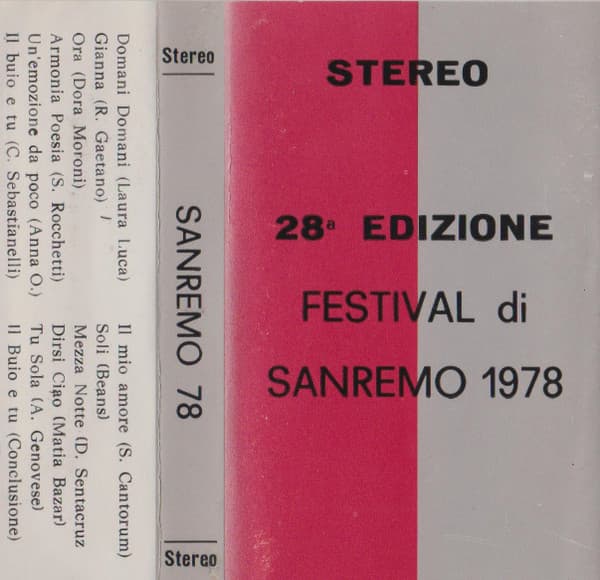 Domani Domani (Laura Luca)
Gianna (R. Gaetano)
Ora (Dora Moroni)
Armonia Poesia (S. Rocchetti)
Un'emozione da poco (Anna O.)
Il buio e tu (C. Sebastianelli)
Il mio amore (S. Cantorum)
Soli (Beans)
Mezza Notte (D. Sentacruz
Dirsi Ciao (Matia Bazar)
Tu Sola (A. Genovese)
Il Buio e tu (Conclusione)
Stereo
SANREMO 78
Stereo
STEREO
28ª EDIZIONE
FESTIVAL di
SANREMO 1978